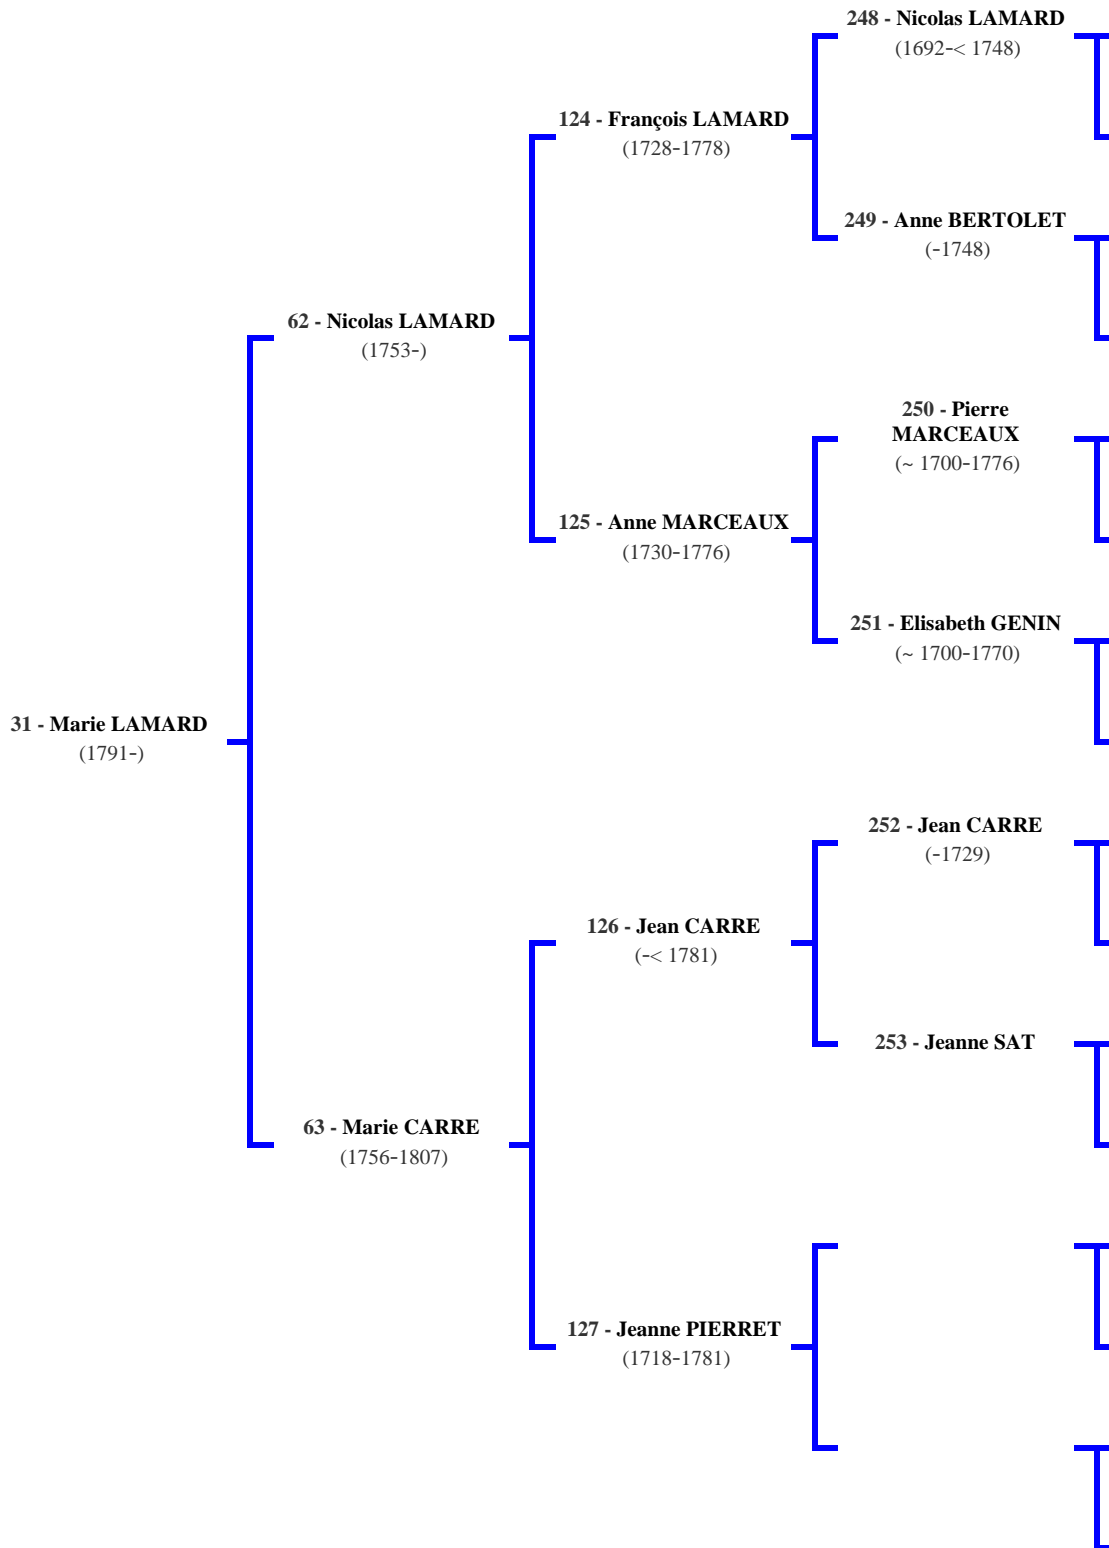 248 - Nicolas LAMARD
(1692-< 1748)
124 - François LAMARD
(1728-1778)
249 - Anne BERTOLET
(-1748)
62 - Nicolas LAMARD
(1753-)
250 - Pierre
MARCEAUX
(~ 1700-1776)
125 - Anne MARCEAUX
(1730-1776)
251 - Elisabeth GENIN
(~ 1700-1770)
31 - Marie LAMARD
(1791-)
252 - Jean CARRE
(-1729)
126 - Jean CARRE
(-< 1781)
253 - Jeanne SAT
63 - Marie CARRE
(1756-1807)
127 - Jeanne PIERRET
(1718-1781)